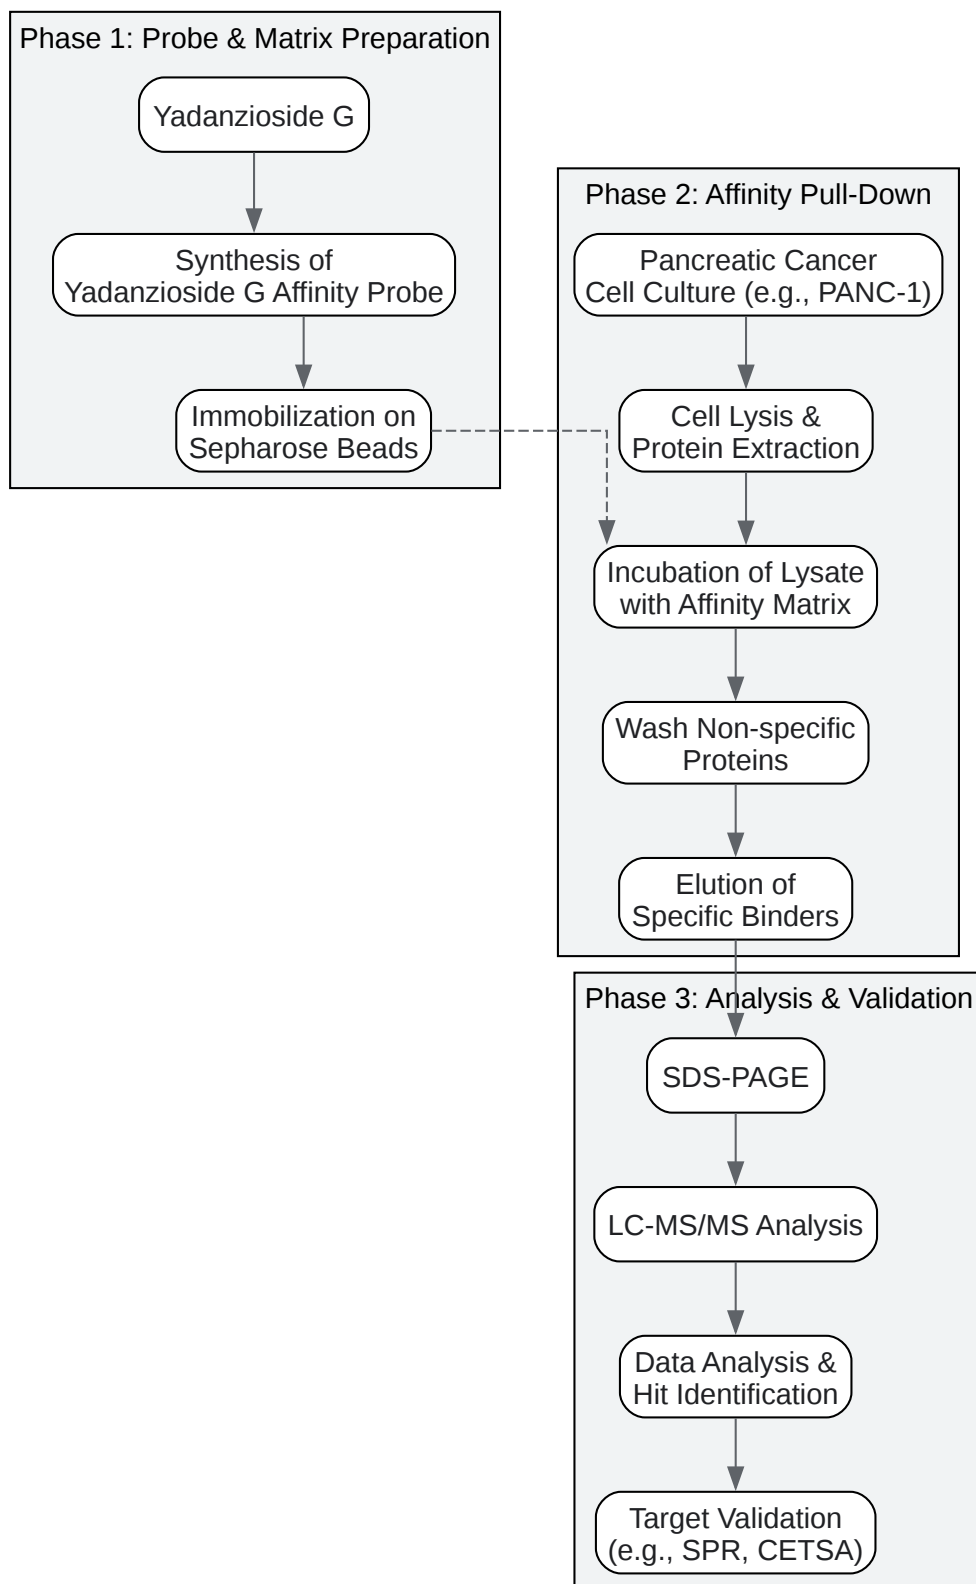 Phase 1: Probe & Matrix Preparation
Yadanzioside G
Synthesis of
Yadanzioside G Affinity Probe
Immobilization on
Sepharose Beads
Phase 2: Affinity Pull-Down
Pancreatic Cancer
Cell Culture (e.g., PANC-1)
Cell Lysis &
Protein Extraction
Incubation of Lysate
with Affinity Matrix
Wash Non-specific
Proteins
Elution of
Specific Binders
Phase 3: Analysis & Validation
SDS-PAGE
LC-MS/MS Analysis
Data Analysis &
Hit Identification
Target Validation
(e.g., SPR, CETSA)